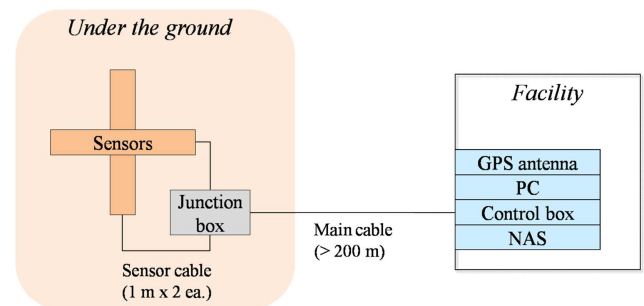 Under the ground
Sensors
Junction
box
Sensor cable
(1 m x 2 ea.)
Main cable
(> 200 m)
Facility
GPS antenna
PC
Control box
NAS